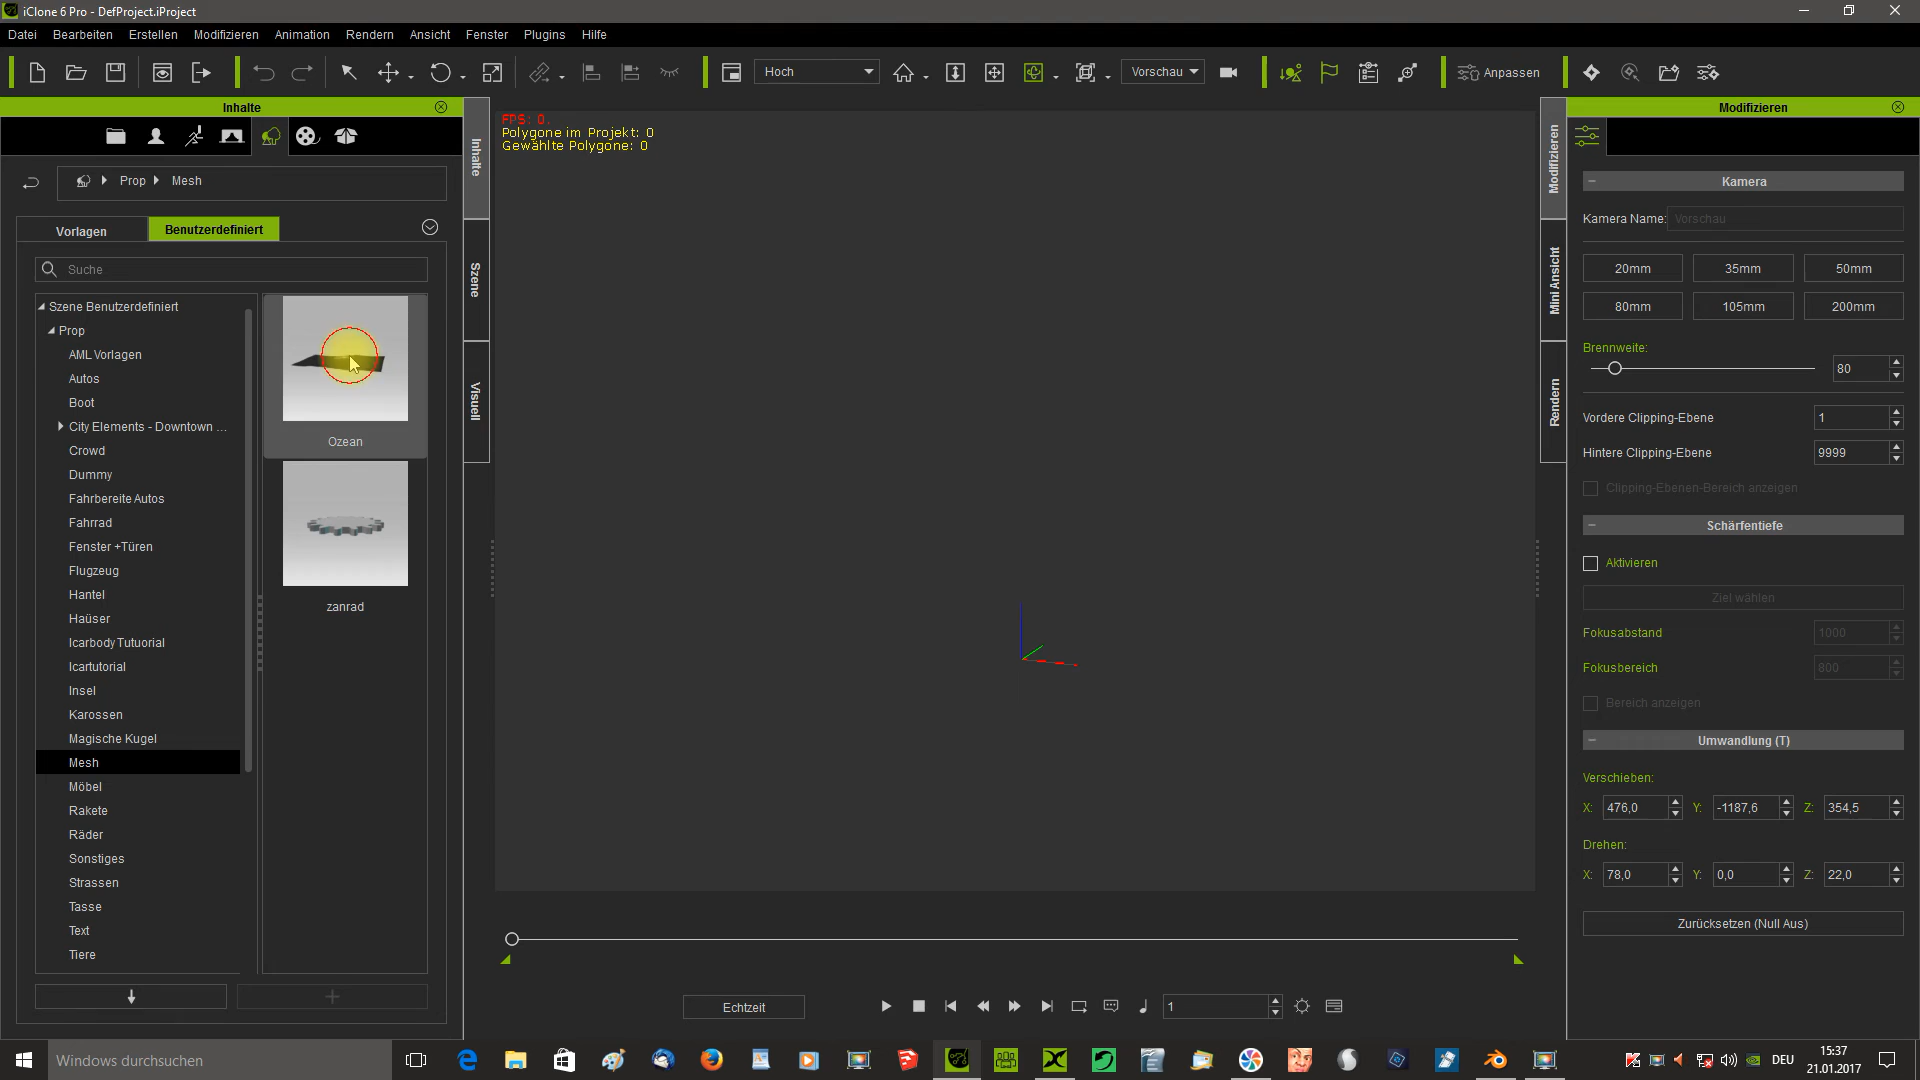 iClone 6 Pro - DefProject.iProject
Datei Bearbeiten Erstellen Modifizieren Animation Rendern Ansicht Fenster Plugins Hilfe
Hoch Vorschau Anpassen
Inhalte
Prop Mesh
Vorlagen Benutzerdefiniert
Suche
Szene Benutzerdefiniert
Prop
AML Vorlagen
Autos
Boot
City Elements - Downtown ...
Crowd
Dummy
Fahrbereite Autos
Fahrrad
Fenster +Türen
Flugzeug
Hantel
Haüser
Icarbody Tutuorial
Icartutorial
Insel
Karossen
Magische Kugel
Mesh
Möbel
Rakete
Räder
Sonstiges
Strassen
Tasse
Text
Tiere
Ozean
zanrad
Inhalte
Szene
Visuell
FPS: 0.
Polygone im Projekt: 0
Gewählte Polygone: 0
Echtzeit
1
Modifizieren
Mini Ansicht
Rendern
Modifizieren
Kamera
Kamera Name: Vorschau
20mm 35mm 50mm
80mm 105mm 200mm
Brennweite:
80
Vordere Clipping-Ebene 1
Hintere Clipping-Ebene 9999
Clipping-Ebenen-Bereich anzeigen
Schärfentiefe
Aktivieren
Ziel wählen
Fokusabstand 1000
Fokusbereich 800
Bereich anzeigen
Umwandlung (T)
Verschieben:
X: 476,0 Y: -1187,6 Z: 354,5
Drehen:
X: 78,0 Y: 0,0 Z: 22,0
Zurücksetzen (Null Aus)
Windows durchsuchen
DEU
15:37
21.01.2017